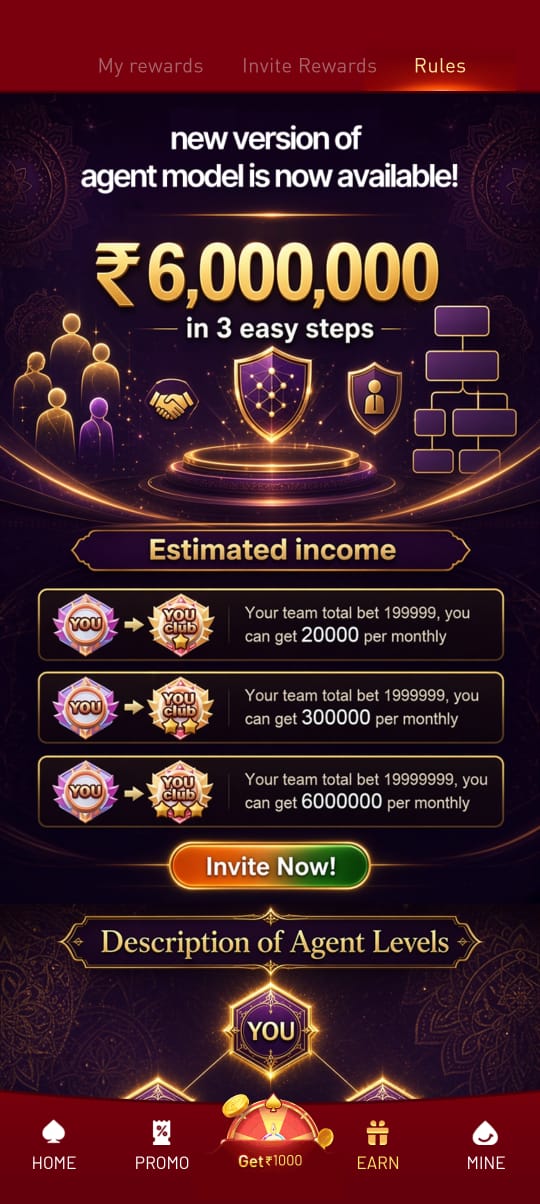 My rewards Invite Rewards Rules
new version of
agent model is now available!
₹6,000,000
in 3 easy steps
Estimated income
YOU YOU club
Your team total bet 199999, you
can get 20000 per monthly
YOU YOU club
Your team total bet 1999999, you
can get 300000 per monthly
YOU YOU club
Your team total bet 19999999, you
can get 6000000 per monthly
Invite Now!
Description of Agent Levels
YOU
Get₹1000
HOME PROMO EARN MINE